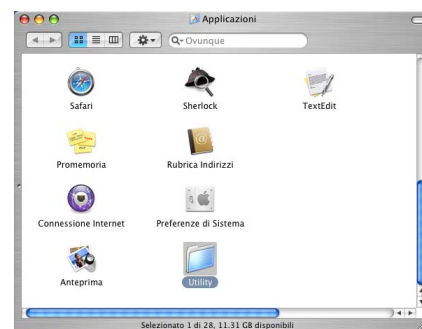 Applicazioni
Ovunque
Safari
Sherlock
TextEdit
Promemoria
Rubrica Indirizzi
Connessione Internet
Preferenze di Sistema
Anteprima
Utility
Selezionato 1 di 28, 11.31 GB disponibili